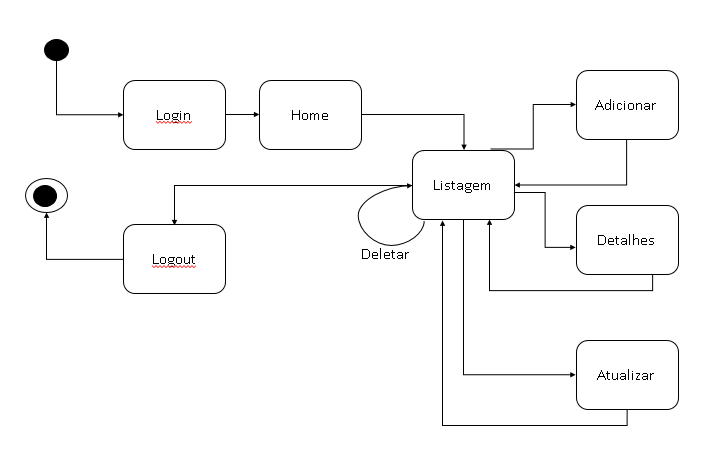 Adicionar
Login
Home
Listagem
Detalhes
Logout
Deletar
Atualizar